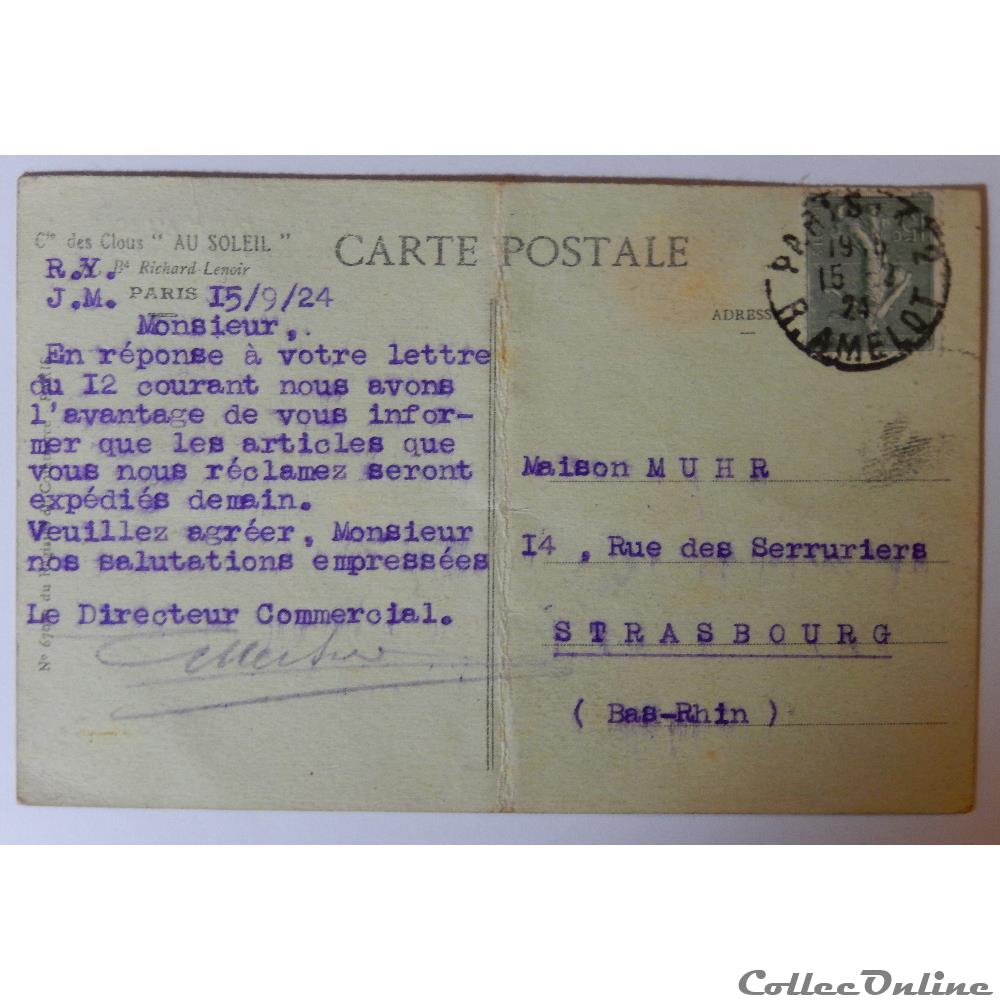 Cie des Clous " AU SOLEIL "
R.Y. Bd Richard-Lenoir
J.M. PARIS I5/9/24
Monsieur,
En réponse à votre lettre
du I2 courant nous avons
l'avantage de vous infor-
mer que les articles que
vous nous réclamez seront
expédiés demain.
Veuillez agréer, Monsieur
nos salutations empressées
Le Directeur Commercial.
CARTE POSTALE
ADRESSE
PARIS
15
24
R. AMELOT
Maison M U H R
I4 , Rue des Serruriers
S T R A S B O U R G
( Bas-Rhin )
CollecOnline